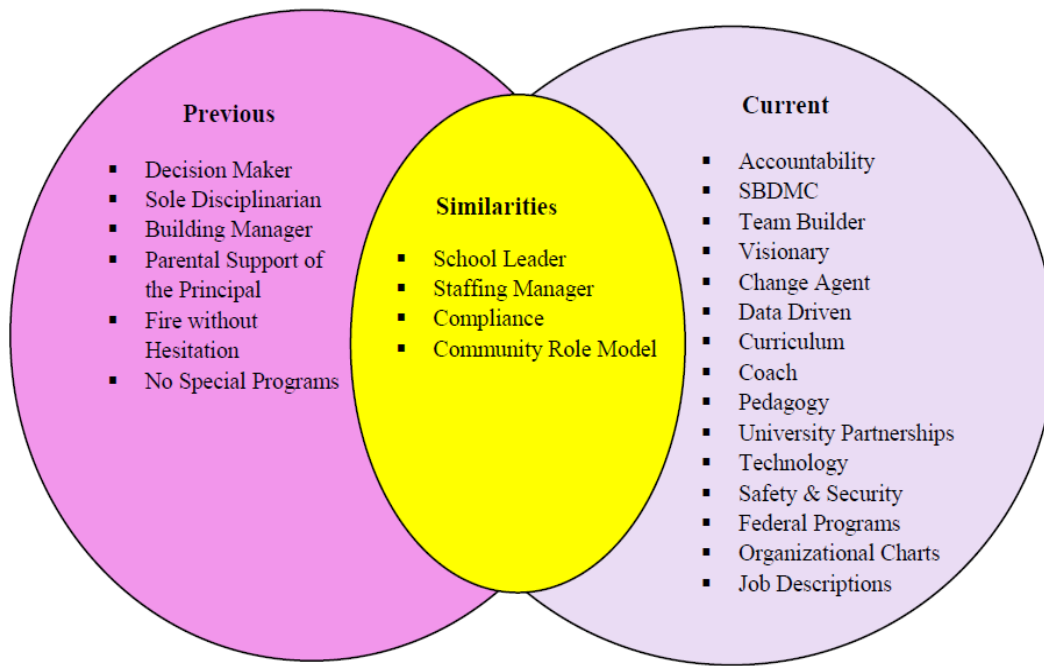 Previous
▪ Decision Maker
▪ Sole Disciplinarian
▪ Building Manager
▪ Parental Support of
the Principal
▪ Fire without
Hesitation
▪ No Special Programs
Similarities
▪ School Leader
▪ Staffing Manager
▪ Compliance
▪ Community Role Model
Current
▪ Accountability
▪ SBDMC
▪ Team Builder
▪ Visionary
▪ Change Agent
▪ Data Driven
▪ Curriculum
▪ Coach
▪ Pedagogy
▪ University Partnerships
▪ Technology
▪ Safety & Security
▪ Federal Programs
▪ Organizational Charts
▪ Job Descriptions